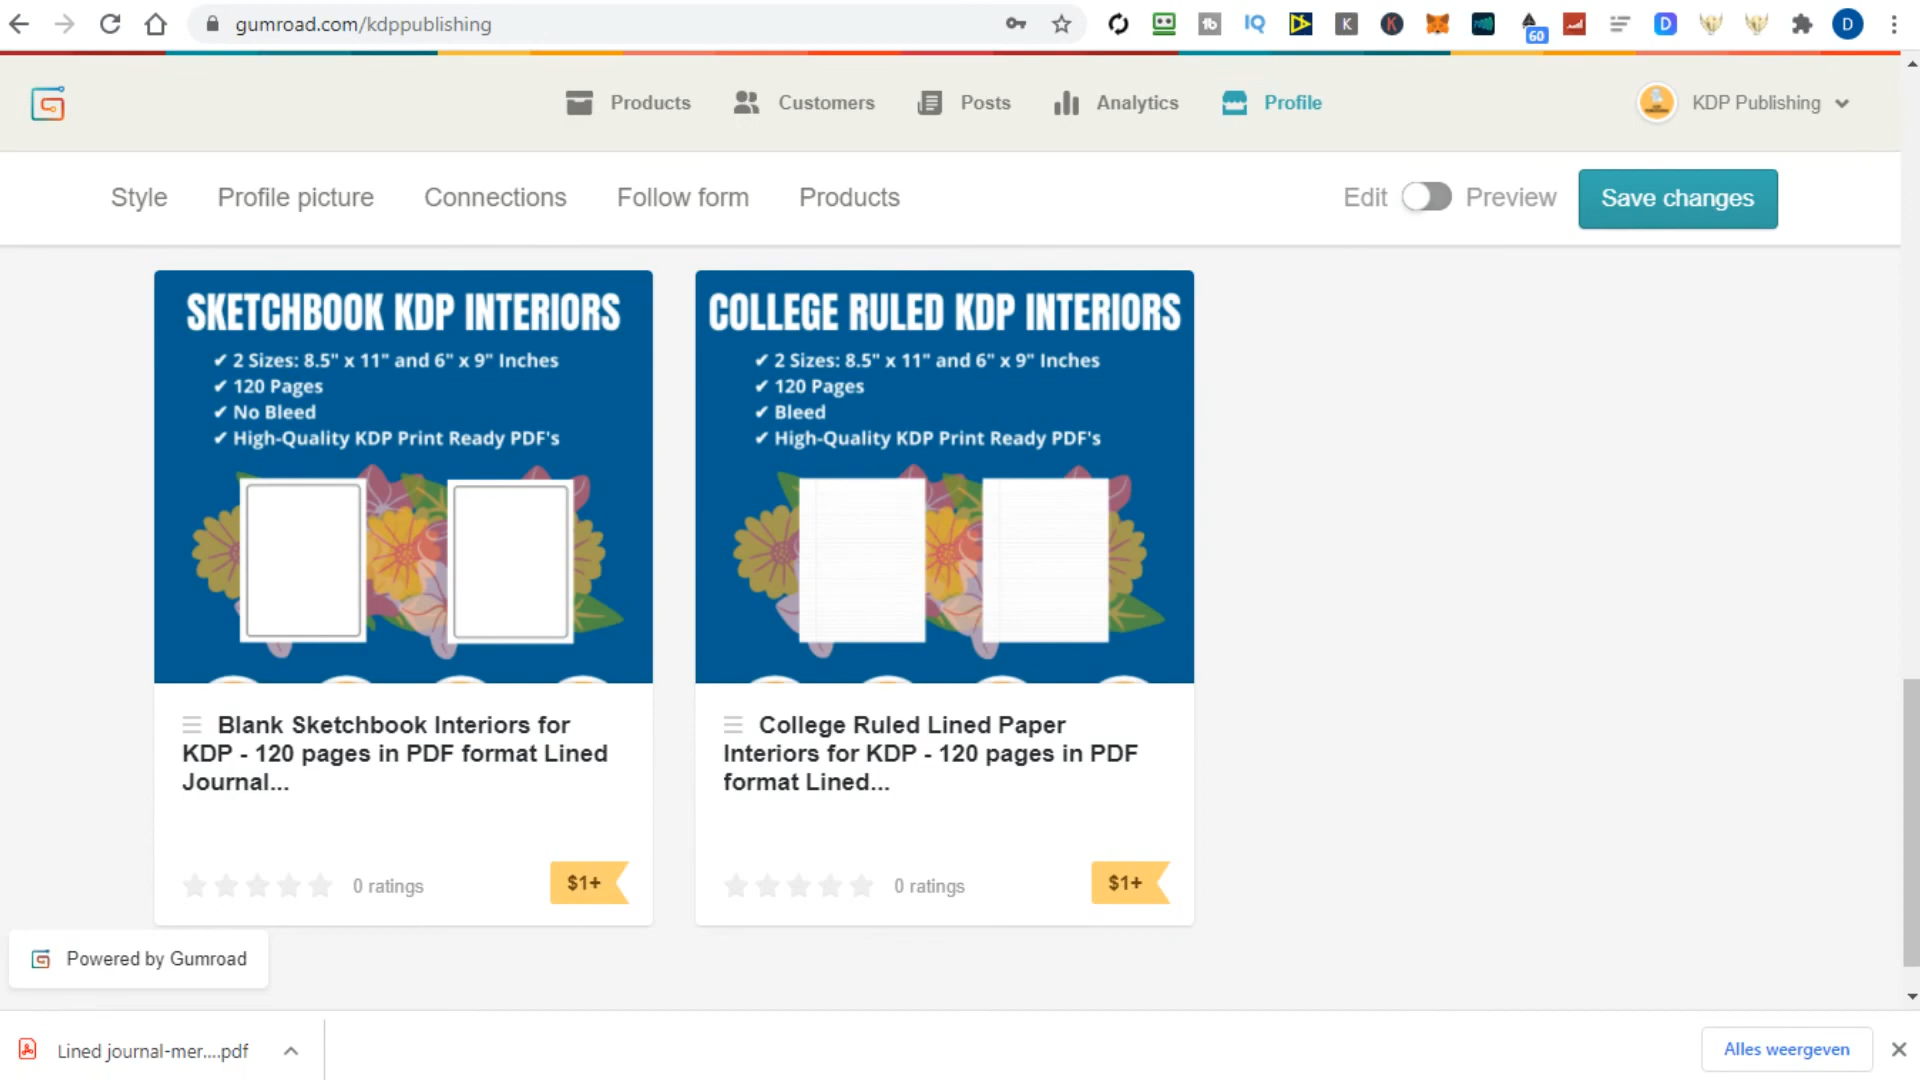 gumroad.com/kdppublishing
60
D
Products
Customers
Posts
Analytics
Profile
KDP Publishing
Style
Profile picture
Connections
Follow form
Products
Edit
Preview
Save changes
SKETCHBOOK KDP INTERIORS
✔ 2 Sizes: 8.5" x 11" and 6" x 9" Inches
✔ 120 Pages
✔ No Bleed
✔ High-Quality KDP Print Ready PDF's
Blank Sketchbook Interiors for
KDP - 120 pages in PDF format Lined
Journal...
0 ratings
$1+
COLLEGE RULED KDP INTERIORS
✔ 2 Sizes: 8.5" x 11" and 6" x 9" Inches
✔ 120 Pages
✔ Bleed
✔ High-Quality KDP Print Ready PDF's
College Ruled Lined Paper
Interiors for KDP - 120 pages in PDF
format Lined...
0 ratings
$1+
Powered by Gumroad
Lined journal-mer....pdf
Alles weergeven